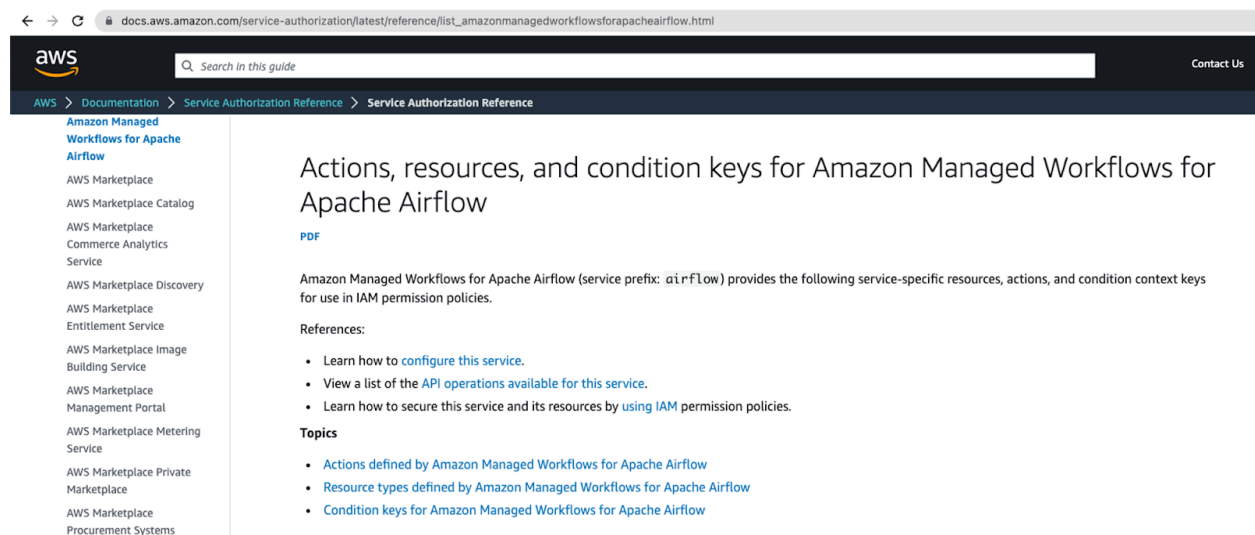 docs.aws.amazon.com/service-authorization/latest/reference/list_amazonmanagedworkflowsforapacheairflow.html
aws
Search in this guide
Contact Us
AWS > Documentation > Service Authorization Reference > Service Authorization Reference
Amazon Managed
Workflows for Apache
Airflow
AWS Marketplace
AWS Marketplace Catalog
AWS Marketplace
Commerce Analytics
Service
AWS Marketplace Discovery
AWS Marketplace
Entitlement Service
AWS Marketplace Image
Building Service
AWS Marketplace
Management Portal
AWS Marketplace Metering
Service
AWS Marketplace Private
Marketplace
AWS Marketplace
Procurement Systems
Actions, resources, and condition keys for Amazon Managed Workflows for
Apache Airflow
PDF
Amazon Managed Workflows for Apache Airflow (service prefix: airflow) provides the following service-specific resources, actions, and condition context keys
for use in IAM permission policies.
References:
• Learn how to configure this service.
• View a list of the API operations available for this service.
• Learn how to secure this service and its resources by using IAM permission policies.
Topics
• Actions defined by Amazon Managed Workflows for Apache Airflow
• Resource types defined by Amazon Managed Workflows for Apache Airflow
• Condition keys for Amazon Managed Workflows for Apache Airflow